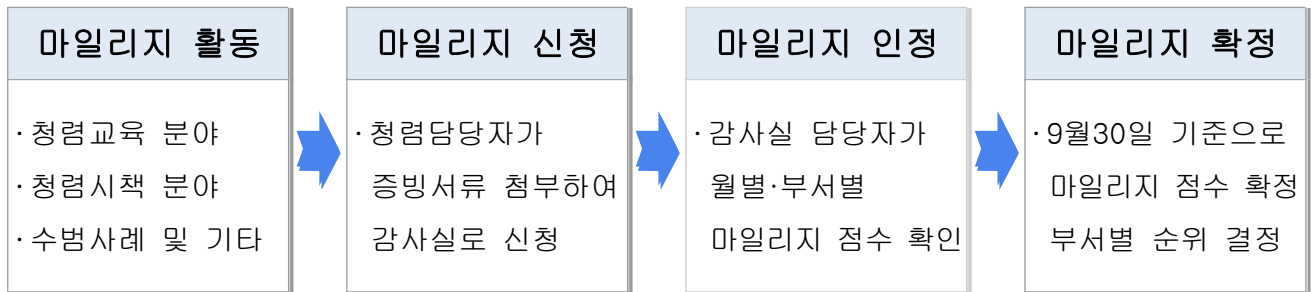 마일리지 활동
·청렴교육 분야
·청렴시책 분야
·수범사례 및 기타
마일리지 신청
·청렴담당자가
증빙서류 첨부하여
감사실로 신청
마일리지 인정
·감사실 담당자가
월별·부서별
마일리지 점수 확인
마일리지 확정
·9월30일 기준으로
마일리지 점수 확정
부서별 순위 결정